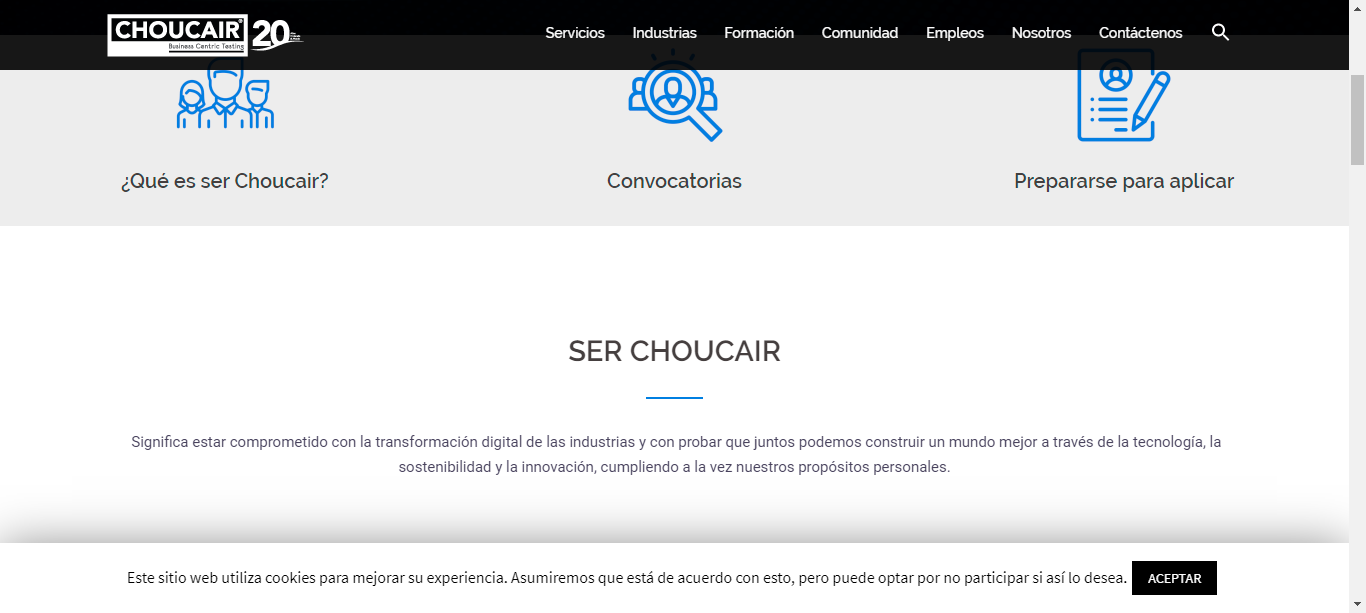 CHOUCAIR®
Business Centric Testing
20
Servicios Industrias Formación Comunidad Empleos Nosotros Contáctenos
¿Qué es ser Choucair? Convocatorias Prepararse para aplicar
SER CHOUCAIR
Significa estar comprometido con la transformación digital de las industrias y con probar que juntos podemos construir un mundo mejor a través de la tecnología, la
sostenibilidad y la innovación, cumpliendo a la vez nuestros propósitos personales.
Este sitio web utiliza cookies para mejorar su experiencia. Asumiremos que está de acuerdo con esto, pero puede optar por no participar si así lo desea. ACEPTAR